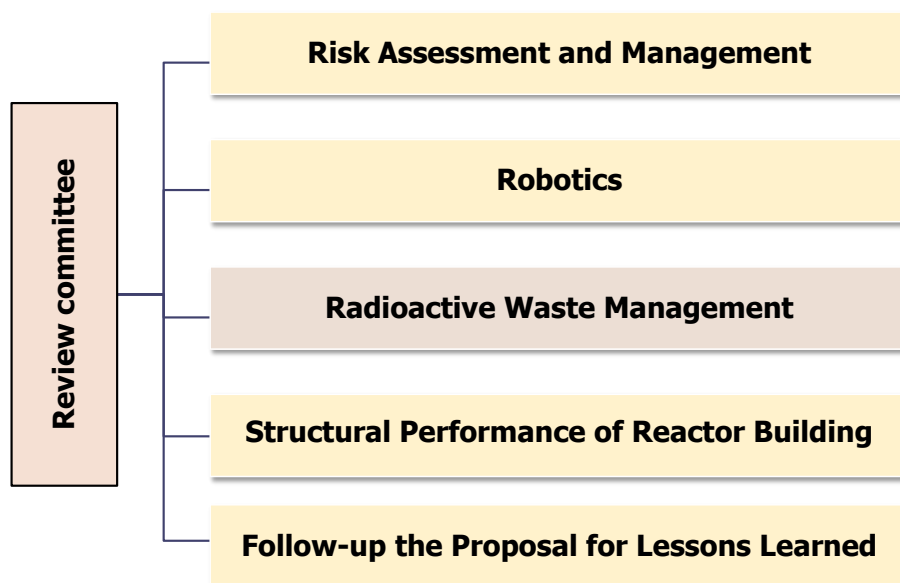 Review committee
Risk Assessment and Management
Robotics
Radioactive Waste Management
Structural Performance of Reactor Building
Follow-up the Proposal for Lessons Learned